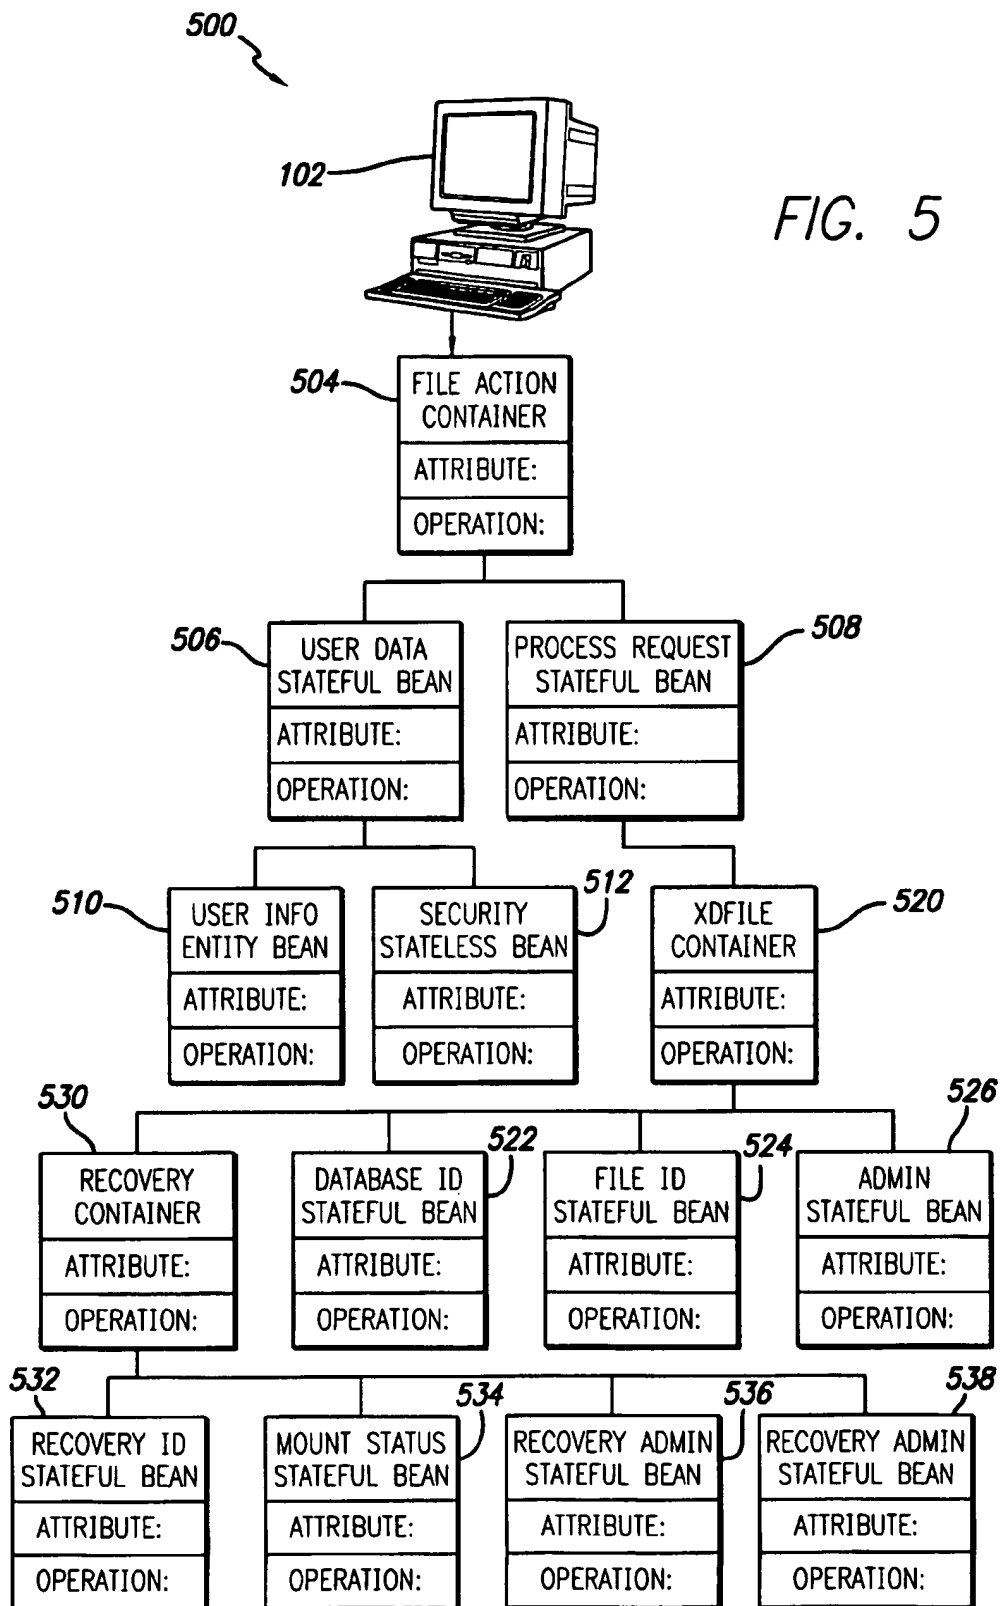 500
102
FIG. 5
504
FILE ACTION
CONTAINER
ATTRIBUTE:
OPERATION:
506
USER DATA
STATEFUL BEAN
ATTRIBUTE:
OPERATION:
508
PROCESS REQUEST
STATEFUL BEAN
ATTRIBUTE:
OPERATION:
510
USER INFO
ENTITY BEAN
ATTRIBUTE:
OPERATION:
512
SECURITY
STATELESS BEAN
ATTRIBUTE:
OPERATION:
520
XDFILE
CONTAINER
ATTRIBUTE:
OPERATION:
530
RECOVERY
CONTAINER
ATTRIBUTE:
OPERATION:
522
DATABASE ID
STATEFUL BEAN
ATTRIBUTE:
OPERATION:
524
FILE ID
STATEFUL BEAN
ATTRIBUTE:
OPERATION:
526
ADMIN
STATEFUL BEAN
ATTRIBUTE:
OPERATION:
532
RECOVERY ID
STATEFUL BEAN
ATTRIBUTE:
OPERATION:
534
MOUNT STATUS
STATEFUL BEAN
ATTRIBUTE:
OPERATION:
536
RECOVERY ADMIN
STATEFUL BEAN
ATTRIBUTE:
OPERATION:
538
RECOVERY ADMIN
STATEFUL BEAN
ATTRIBUTE:
OPERATION: